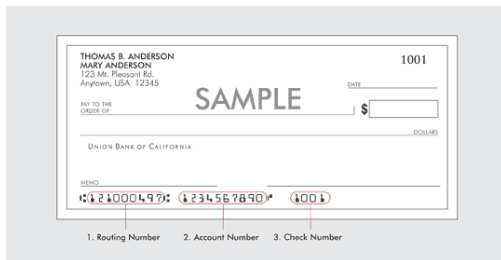 THOMAS B. ANDERSON
MARY ANDERSON
123 Mt. Pleasant Rd.
Anytown, USA 12345
1001
DATE
PAY TO THE
ORDER OF
SAMPLE
$
DOLLARS
UNION BANK OF CALIFORNIA
MEMO
⑆121000497⑆ 1234567890⑈ 1001
1. Routing Number 2. Account Number 3. Check Number